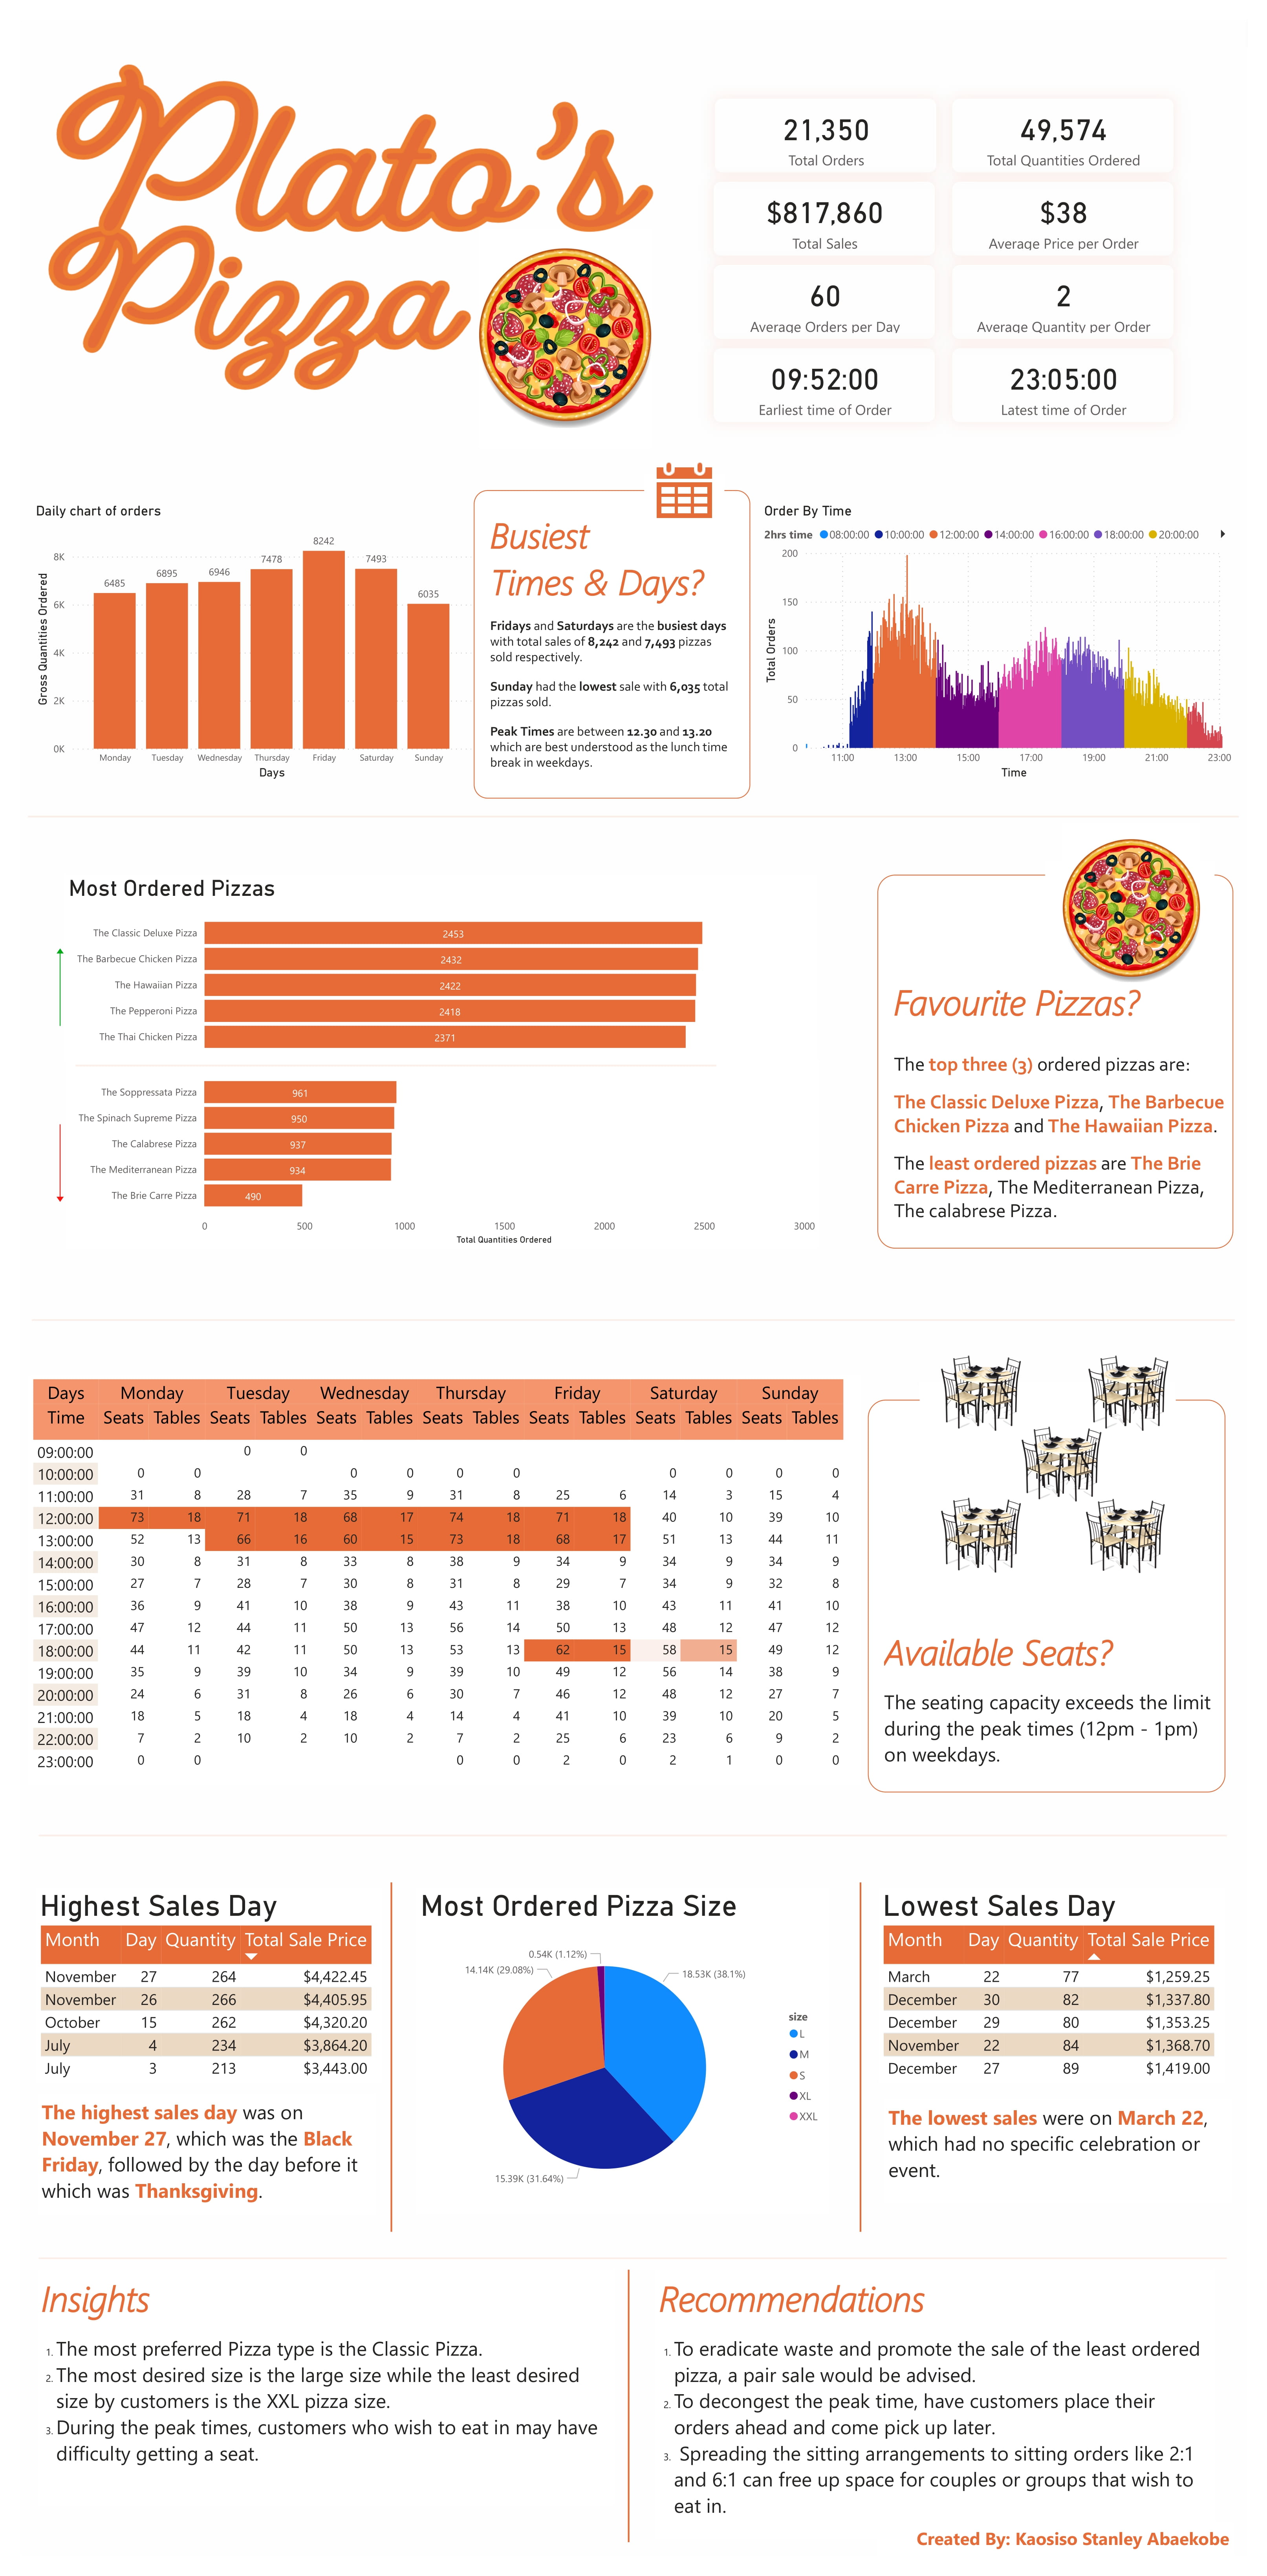 Plato's
Pizza
21,350
Total Orders
49,574
Total Quantities Ordered
$817,860
Total Sales
$38
Average Price per Order
60
Average Orders per Day
2
Average Quantity per Order
09:52:00
Earliest time of Order
23:05:00
Latest time of Order
Daily chart of orders
Gross Quantities Ordered
8K
6K
4K
2K
0K
6485
6895
6946
7478
8242
7493
6035
Monday Tuesday Wednesday Thursday Friday Saturday Sunday
Days
Busiest
Times & Days?
Fridays and Saturdays are the busiest days
with total sales of 8,242 and 7,493 pizzas
sold respectively.
Sunday had the lowest sale with 6,035 total
pizzas sold.
Peak Times are between 12.30 and 13.20
which are best understood as the lunch time
break in weekdays.
Order By Time
2hrs time 08:00:00 10:00:00 12:00:00 14:00:00 16:00:00 18:00:00 20:00:00
Total Orders
200
150
100
50
0
11:00 13:00 15:00 17:00 19:00 21:00 23:00
Time
Most Ordered Pizzas
The Classic Deluxe Pizza 2453
The Barbecue Chicken Pizza 2432
The Hawaiian Pizza 2422
The Pepperoni Pizza 2418
The Thai Chicken Pizza 2371
The Soppressata Pizza 961
The Spinach Supreme Pizza 950
The Calabrese Pizza 937
The Mediterranean Pizza 934
The Brie Carre Pizza 490
0 500 1000 1500 2000 2500 3000
Total Quantities Ordered
Favourite Pizzas?
The top three (3) ordered pizzas are:
The Classic Deluxe Pizza, The Barbecue
Chicken Pizza and The Hawaiian Pizza.
The least ordered pizzas are The Brie
Carre Pizza, The Mediterranean Pizza,
The calabrese Pizza.
Days Monday Tuesday Wednesday Thursday Friday Saturday Sunday
Time Seats Tables Seats Tables Seats Tables Seats Tables Seats Tables Seats Tables Seats Tables
09:00:00 0 0
10:00:00 0 0 0 0 0 0 0 0 0 0
11:00:00 31 8 28 7 35 9 31 8 25 6 14 3 15 4
12:00:00 73 18 71 18 68 17 74 18 71 18 40 10 39 10
13:00:00 52 13 66 16 60 15 73 18 68 17 51 13 44 11
14:00:00 30 8 31 8 33 8 38 9 34 9 34 9 34 9
15:00:00 27 7 28 7 30 8 31 8 29 7 34 9 32 8
16:00:00 36 9 41 10 38 9 43 11 38 10 43 11 41 10
17:00:00 47 12 44 11 50 13 56 14 50 13 48 12 47 12
18:00:00 44 11 42 11 50 13 53 13 62 15 58 15 49 12
19:00:00 35 9 39 10 34 9 39 10 49 12 56 14 38 9
20:00:00 24 6 31 8 26 6 30 7 46 12 48 12 27 7
21:00:00 18 5 18 4 18 4 14 4 41 10 39 10 20 5
22:00:00 7 2 10 2 10 2 7 2 25 6 23 6 9 2
23:00:00 0 0 0 0 2 0 2 1 0 0
Available Seats?
The seating capacity exceeds the limit
during the peak times (12pm - 1pm)
on weekdays.
Highest Sales Day
Month Day Quantity Total Sale Price
November 27 264 $4,422.45
November 26 266 $4,405.95
October 15 262 $4,320.20
July 4 234 $3,864.20
July 3 213 $3,443.00
The highest sales day was on
November 27, which was the Black
Friday, followed by the day before it
which was Thanksgiving.
Most Ordered Pizza Size
0.54K (1.12%)
14.14K (29.08%)
18.53K (38.1%)
15.39K (31.64%)
size
L
M
S
XL
XXL
Lowest Sales Day
Month Day Quantity Total Sale Price
March 22 77 $1,259.25
December 30 82 $1,337.80
December 29 80 $1,353.25
November 22 84 $1,368.70
December 27 89 $1,419.00
The lowest sales were on March 22,
which had no specific celebration or
event.
Insights
1. The most preferred Pizza type is the Classic Pizza.
2. The most desired size is the large size while the least desired
size by customers is the XXL pizza size.
3. During the peak times, customers who wish to eat in may have
difficulty getting a seat.
Recommendations
1. To eradicate waste and promote the sale of the least ordered
pizza, a pair sale would be advised.
2. To decongest the peak time, have customers place their
orders ahead and come pick up later.
3. Spreading the sitting arrangements to sitting orders like 2:1
and 6:1 can free up space for couples or groups that wish to
eat in.
Created By: Kaosiso Stanley Abaekobe